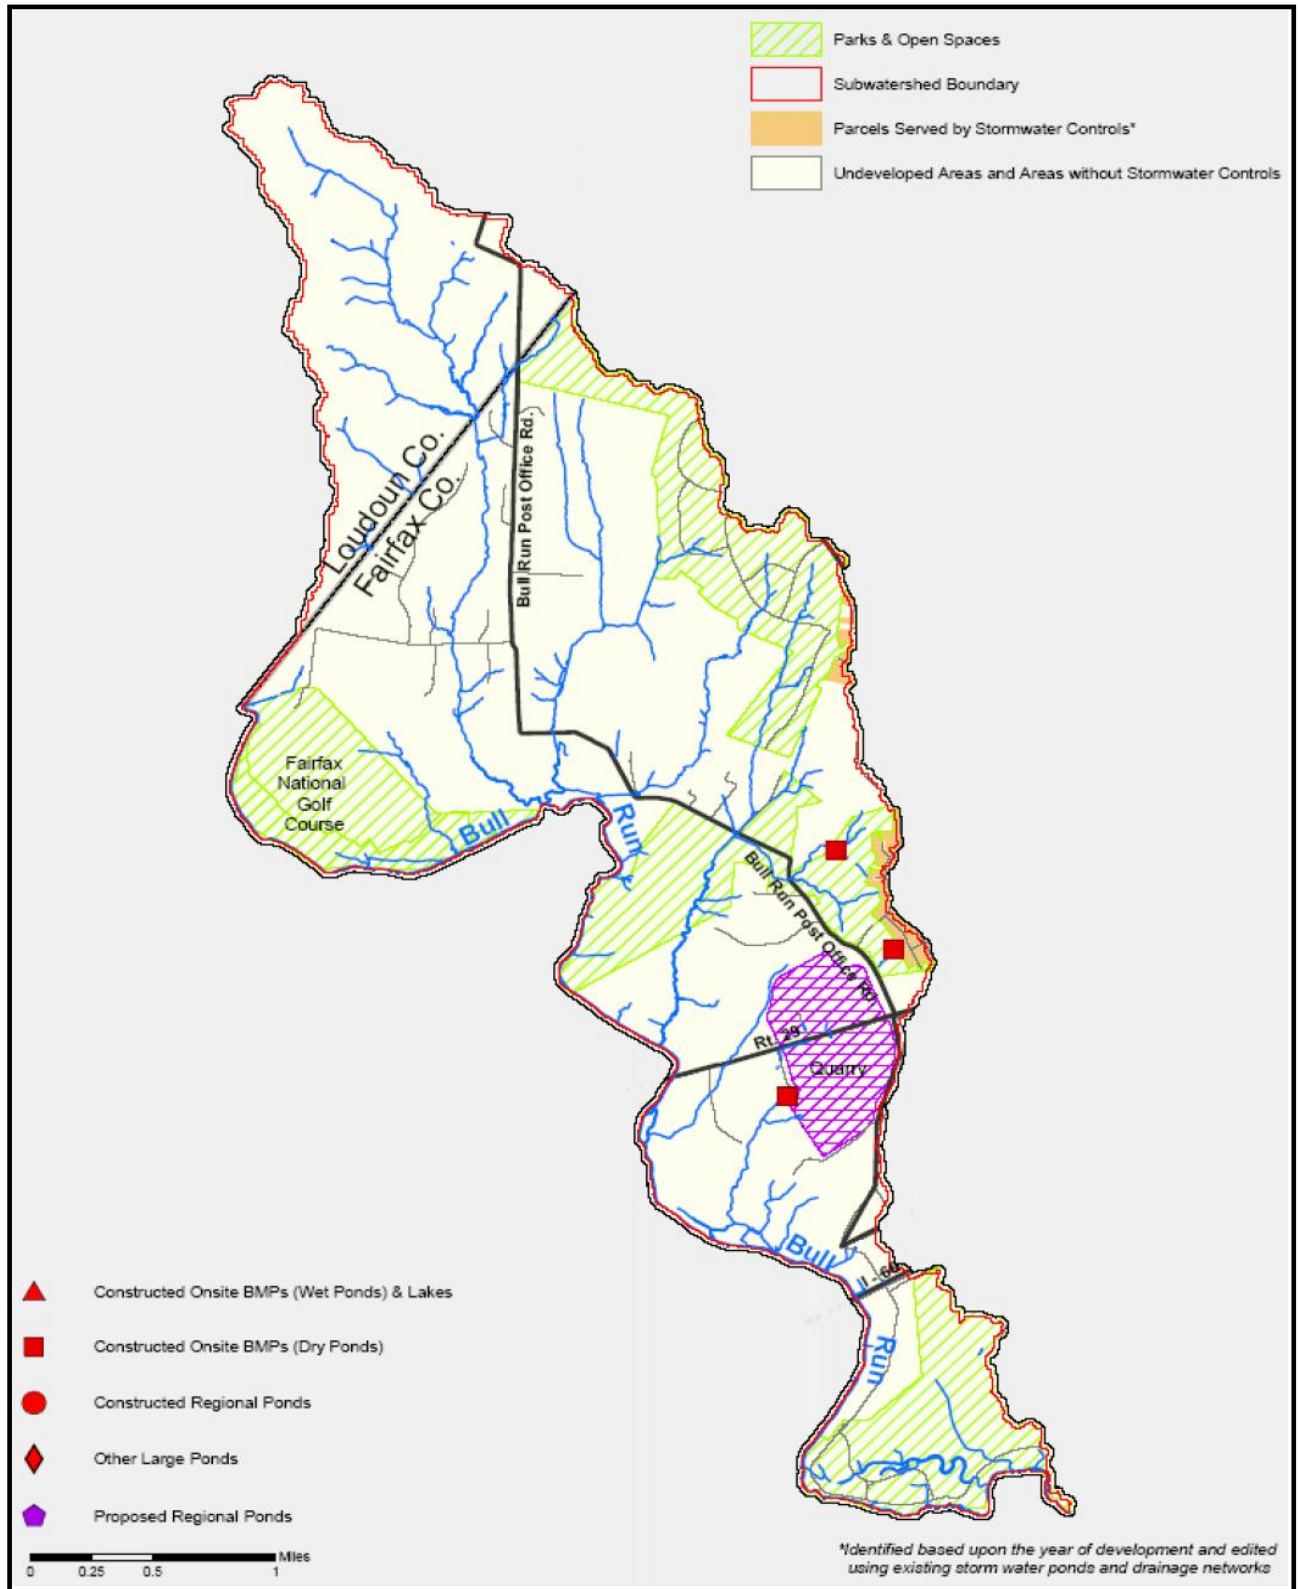 Parks & Open Spaces
Subwatershed Boundary
Parcels Served by Stormwater Controls*
Undeveloped Areas and Areas without Stormwater Controls
Loudoun Co.
Fairfax Co.
Bull Run Post Office Rd.
Fairfax
National
Golf
Course
Bull
Run
Bull Run Post Office RD
Rt. 29
Quarry
Bull
I - 66
Run
Constructed Onsite BMPs (Wet Ponds) & Lakes
Constructed Onsite BMPs (Dry Ponds)
Constructed Regional Ponds
Other Large Ponds
Proposed Regional Ponds
Miles
0 0.25 0.5 1
*Identified based upon the year of development and edited
using existing storm water ponds and drainage networks